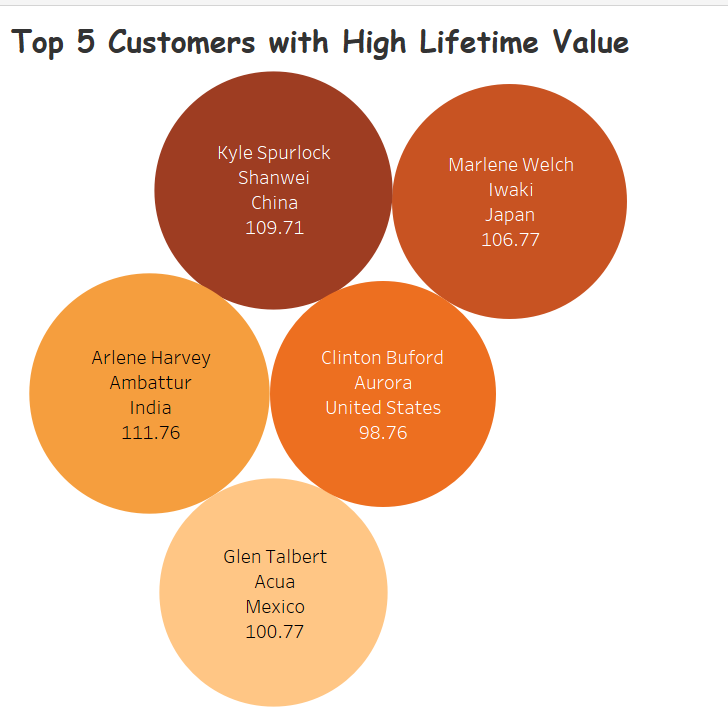 Top 5 Customers with High Lifetime Value
Kyle Spurlock
Shanwei
China
109.71
Marlene Welch
Iwaki
Japan
106.77
Arlene Harvey
Ambattur
India
111.76
Clinton Buford
Aurora
United States
98.76
Glen Talbert
Acua
Mexico
100.77